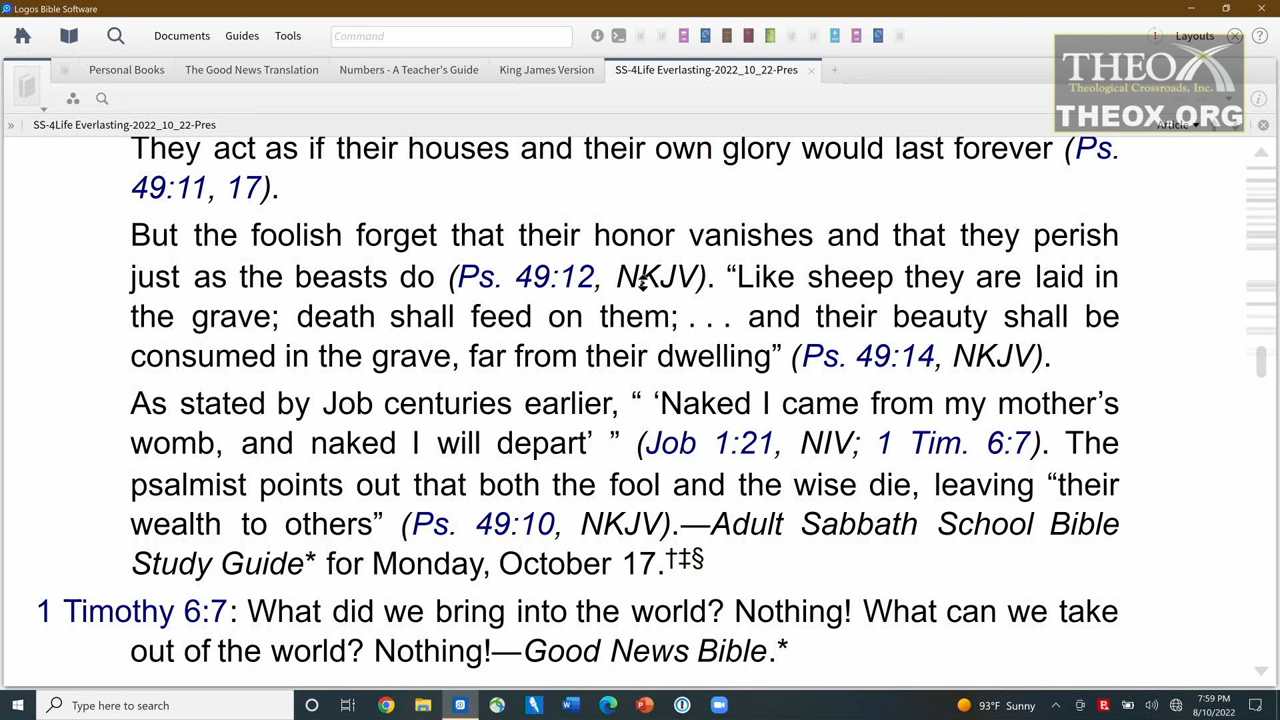 Logos Bible Software
Documents Guides Tools Command Layouts
Personal Books The Good News Translation Numbers - A Teacher's Guide King James Version SS-4Life Everlasting-2022_10_22-Pres
THEOX
Theological Crossroads, Inc.
THEOX.ORG
SS-4Life Everlasting-2022_10_22-Pres Article
They act as if their houses and their own glory would last forever (Ps.
49:11, 17).
But the foolish forget that their honor vanishes and that they perish
just as the beasts do (Ps. 49:12, NKJV). “Like sheep they are laid in
the grave; death shall feed on them; . . . and their beauty shall be
consumed in the grave, far from their dwelling” (Ps. 49:14, NKJV).
As stated by Job centuries earlier, “ ‘Naked I came from my mother’s
womb, and naked I will depart’ ” (Job 1:21, NIV; 1 Tim. 6:7). The
psalmist points out that both the fool and the wise die, leaving “their
wealth to others” (Ps. 49:10, NKJV).—Adult Sabbath School Bible
Study Guide* for Monday, October 17.†‡§
1 Timothy 6:7: What did we bring into the world? Nothing! What can we take
out of the world? Nothing!—Good News Bible.*
Type here to search 93°F Sunny 7:59 PM
8/10/2022